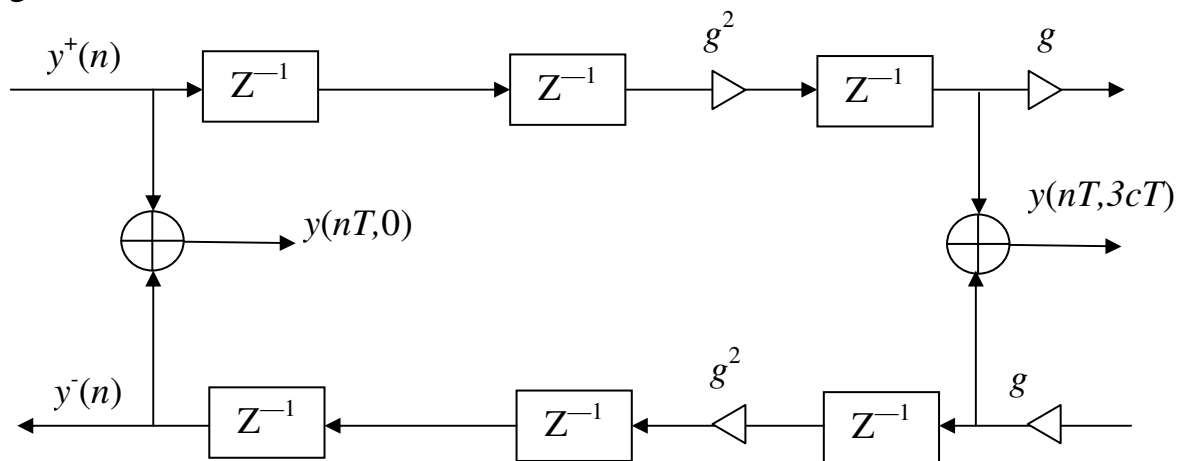 g² g
y⁺(n) Z⁻¹ Z⁻¹ Z⁻¹
y(nT,0) y(nT,3cT)
g² g
y⁻(n) Z⁻¹ Z⁻¹ Z⁻¹